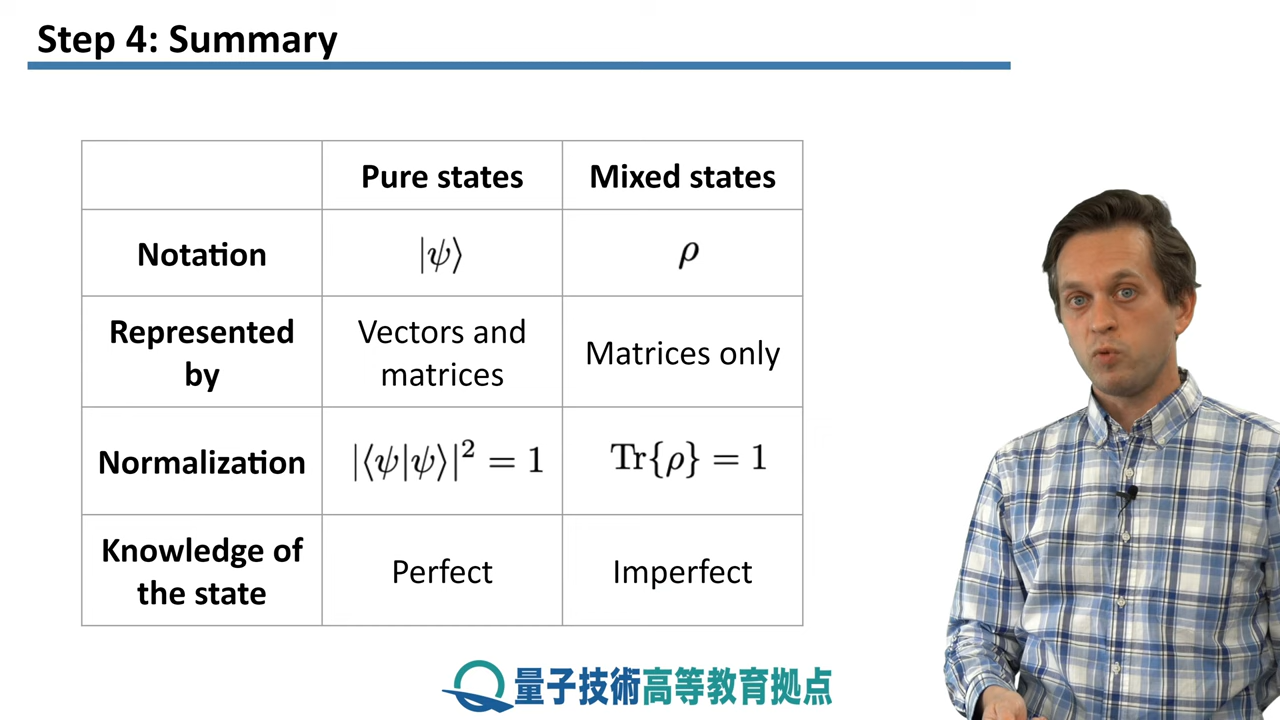 Step 4: Summary
Pure states
Mixed states
Notation
|ψ⟩
ρ
Represented
by
Vectors and
matrices
Matrices only
Normalization
|⟨ψ|ψ⟩|² = 1
Tr{ρ} = 1
Knowledge of
the state
Perfect
Imperfect
量子技術高等教育拠点